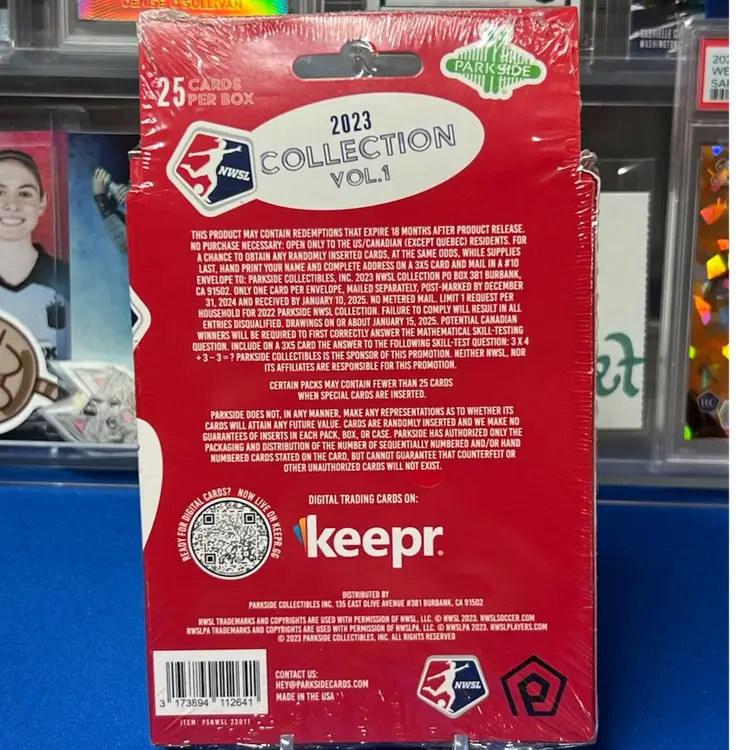 DENISE O'SULLIVAN
GABRIELLE C
WASHINGTON
25 CARDS
PER BOX
PARKSIDE
2023
COLLECTION
VOL.1
NWSL
THIS PRODUCT MAY CONTAIN REDEMPTIONS THAT EXPIRE 18 MONTHS AFTER PRODUCT RELEASE.
NO PURCHASE NECESSARY: OPEN ONLY TO THE US/CANADIAN (EXCEPT QUEBEC) RESIDENTS. FOR
A CHANCE TO OBTAIN ANY RANDOMLY INSERTED CARDS, AT THE SAME ODDS, WHILE SUPPLIES
LAST, HAND PRINT YOUR NAME AND COMPLETE ADDRESS ON A 3X5 CARD AND MAIL IN A #10
ENVELOPE TO: PARKSIDE COLLECTIBLES, INC. 2023 NWSL COLLECTION PO BOX 381 BURBANK,
CA 91502. ONLY ONE CARD PER ENVELOPE, MAILED SEPARATELY, POST-MARKED BY DECEMBER
31, 2024 AND RECEIVED BY JANUARY 10, 2025. NO METERED MAIL. LIMIT 1 REQUEST PER
HOUSEHOLD FOR 2022 PARKSIDE NWSL COLLECTION. FAILURE TO COMPLY WILL RESULT IN ALL
ENTRIES DISQUALIFIED. DRAWINGS ON OR ABOUT JANUARY 15, 2025. POTENTIAL CANADIAN
WINNERS WILL BE REQUIRED TO FIRST CORRECTLY ANSWER THE MATHEMATICAL SKILL-TESTING
QUESTION. INCLUDE ON A 3X5 CARD THE ANSWER TO THE FOLLOWING SKILL-TEST QUESTION: 3 X 4
+ 3 - 3 = ? PARKSIDE COLLECTIBLES IS THE SPONSOR OF THIS PROMOTION. NEITHER NWSL, NOR
ITS AFFILIATES ARE RESPONSIBLE FOR THIS PROMOTION.
CERTAIN PACKS MAY CONTAIN FEWER THAN 25 CARDS
WHEN SPECIAL CARDS ARE INSERTED.
PARKSIDE DOES NOT, IN ANY MANNER, MAKE ANY REPRESENTATIONS AS TO WHETHER ITS
CARDS WILL ATTAIN ANY FUTURE VALUE. CARDS ARE RANDOMLY INSERTED AND WE MAKE NO
GUARANTEES OF INSERTS IN EACH PACK, BOX, OR CASE. PARKSIDE HAS AUTHORIZED ONLY THE
PACKAGING AND DISTRIBUTION OF THE NUMBER OF SEQUENTIALLY NUMBERED AND/OR HAND
NUMBERED CARDS STATED ON THE CARD, BUT CANNOT GUARANTEE THAT COUNTERFEIT OR
OTHER UNAUTHORIZED CARDS WILL NOT EXIST.
READY FOR DIGITAL CARDS? NOW LIVE ON KEEPR.GG
DIGITAL TRADING CARDS ON:
keepr.
DISTRIBUTED BY
PARKSIDE COLLECTIBLES INC. 135 EAST OLIVE AVENUE #381 BURBANK, CA 91502
NWSL TRADEMARKS AND COPYRIGHTS ARE USED WITH PERMISSION OF NWSL, LLC. © NWSL 2023. NWSLSOCCER.COM
NWSLPA TRADEMARKS AND COPYRIGHTS ARE USED WITH PERMISSION OF NWSLPA, LLC. © NWSLPA 2023. NWSLPLAYERS.COM
© 2023 PARKSIDE COLLECTIBLES, INC. ALL RIGHTS RESERVED
3 173894 112641
ITEM: PSNWSL 23011
CONTACT US:
HEY@PARKSIDECARDS.COM
MADE IN THE USA
NWSL